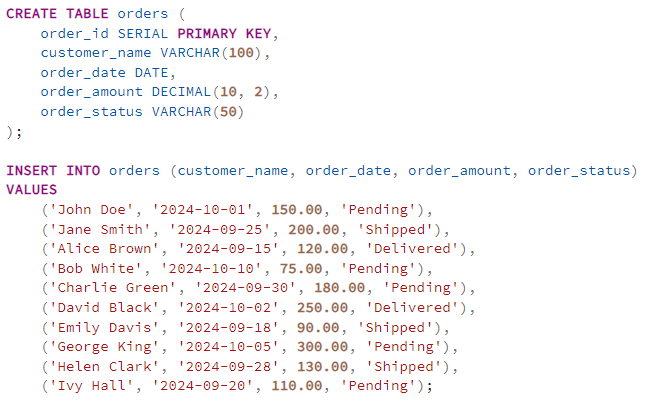 CREATE TABLE orders (
    order_id SERIAL PRIMARY KEY,
    customer_name VARCHAR(100),
    order_date DATE,
    order_amount DECIMAL(10, 2),
    order_status VARCHAR(50)
);

INSERT INTO orders (customer_name, order_date, order_amount, order_status)
VALUES
    ('John Doe', '2024-10-01', 150.00, 'Pending'),
    ('Jane Smith', '2024-09-25', 200.00, 'Shipped'),
    ('Alice Brown', '2024-09-15', 120.00, 'Delivered'),
    ('Bob White', '2024-10-10', 75.00, 'Pending'),
    ('Charlie Green', '2024-09-30', 180.00, 'Pending'),
    ('David Black', '2024-10-02', 250.00, 'Delivered'),
    ('Emily Davis', '2024-09-18', 90.00, 'Shipped'),
    ('George King', '2024-10-05', 300.00, 'Pending'),
    ('Helen Clark', '2024-09-28', 130.00, 'Shipped'),
    ('Ivy Hall', '2024-09-20', 110.00, 'Pending');